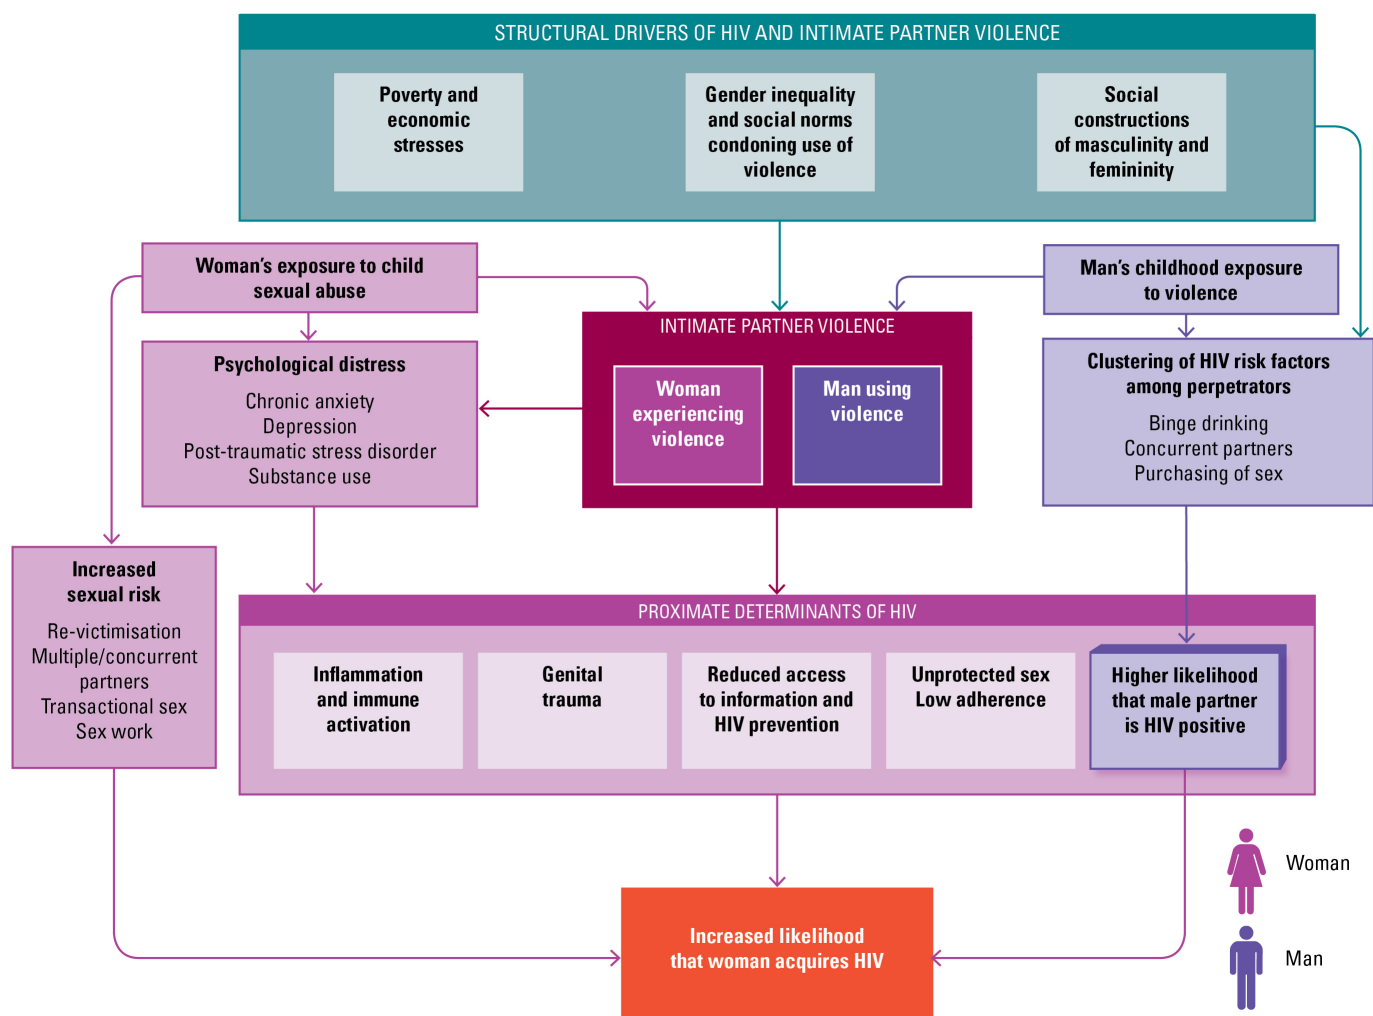 STRUCTURAL DRIVERS OF HIV AND INTIMATE PARTNER VIOLENCE
Poverty and
economic
stresses
Gender inequality
and social norms
condoning use of
violence
Social
constructions
of masculinity and
femininity
Woman’s exposure to child
sexual abuse
Man’s childhood exposure
to violence
INTIMATE PARTNER VIOLENCE
Woman
experiencing
violence
Man using
violence
Psychological distress
Chronic anxiety
Depression
Post-traumatic stress disorder
Substance use
Clustering of HIV risk factors
among perpetrators
Binge drinking
Concurrent partners
Purchasing of sex
Increased
sexual risk
Re-victimisation
Multiple/concurrent
partners
Transactional sex
Sex work
PROXIMATE DETERMINANTS OF HIV
Inflammation
and immune
activation
Genital
trauma
Reduced access
to information and
HIV prevention
Unprotected sex
Low adherence
Higher likelihood
that male partner
is HIV positive
Increased likelihood
that woman acquires HIV
Woman
Man